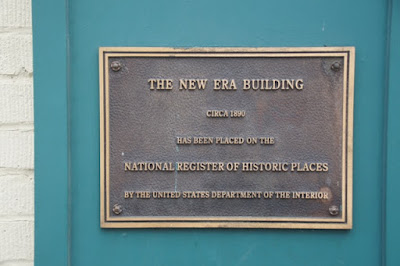 THE NEW ERA BUILDING
CIRCA 1890
HAS BEEN PLACED ON THE
NATIONAL REGISTER OF HISTORIC PLACES
BY THE UNITED STATES DEPARTMENT OF THE INTERIOR